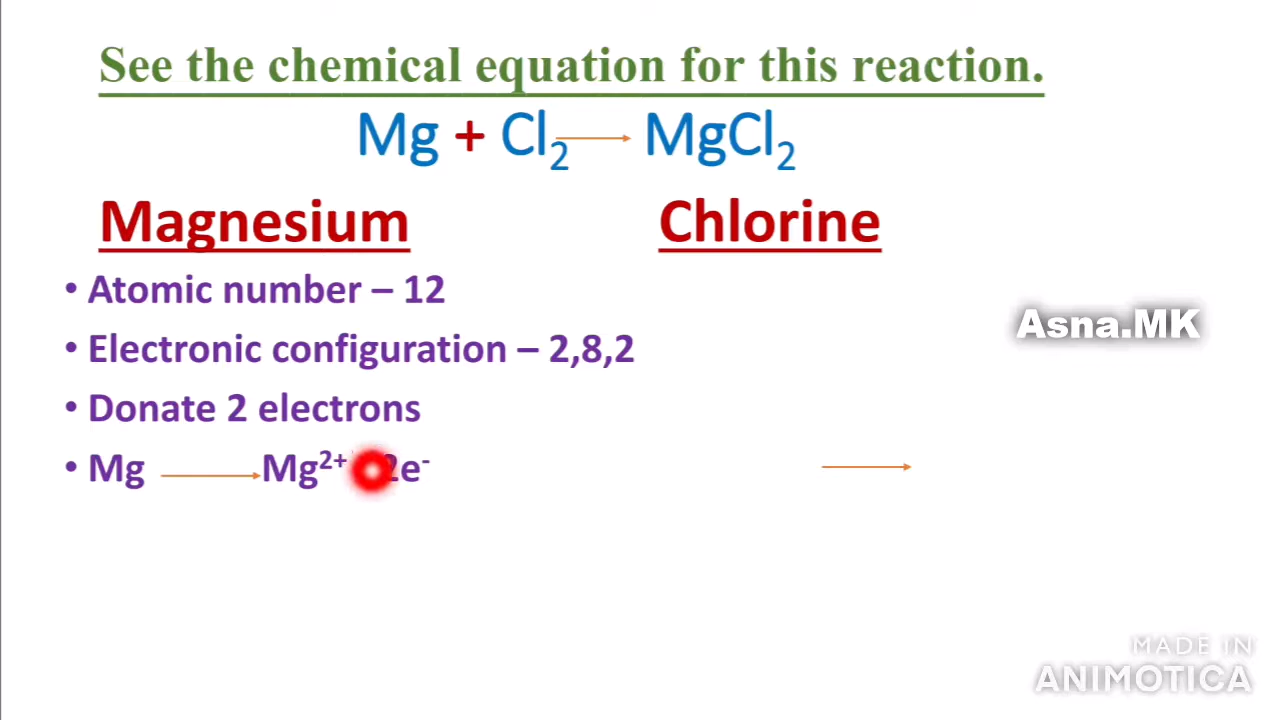 See the chemical equation for this reaction.
Mg + Cl₂ → MgCl₂
Magnesium
Chlorine
• Atomic number – 12
• Electronic configuration – 2,8,2
Asna.MK
• Donate 2 electrons
• Mg → Mg²⁺ 2e⁻
→
MADE IN
ANIMOTICA